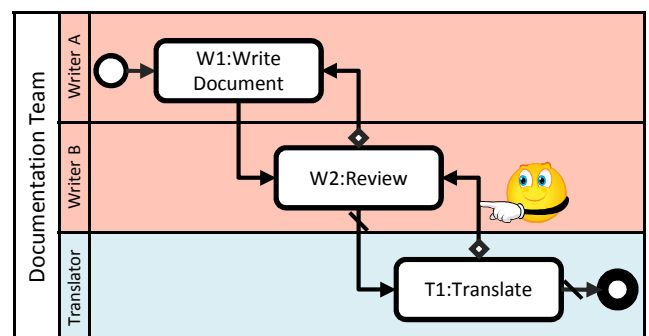 Documentation Team
Writer A
W1:Write
Document
Writer B
W2:Review
Translator
T1:Translate